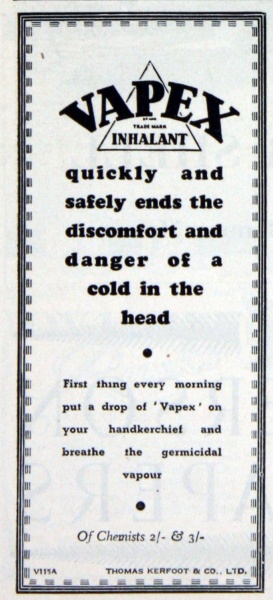 VAPEX
TRADE MARK
INHALANT
quickly and
safely ends the
discomfort and
danger of a
cold in the
head
First thing every morning
put a drop of 'Vapex' on
your handkerchief and
breathe the germicidal
vapour
Of Chemists 2/- & 3/-
V111A THOMAS KERFOOT & CO., LTD.